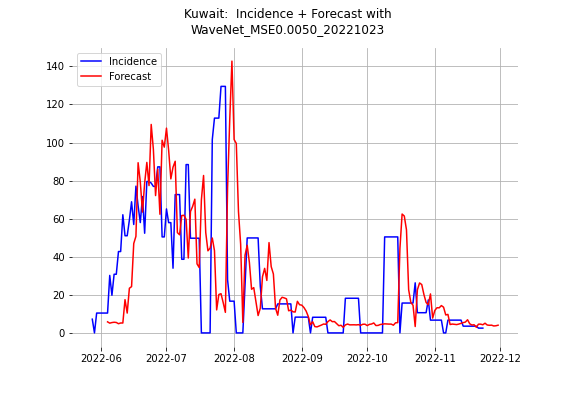 Kuwait:  Incidence + Forecast with
WaveNet_MSE0.0050_20221023
Incidence
Forecast
140
120
100
80
60
40
20
0
2022-06 2022-07 2022-08 2022-09 2022-10 2022-11 2022-12